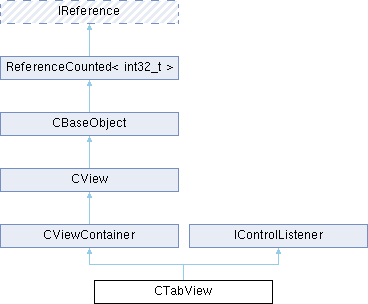 IReference
ReferenceCounted< int32_t >
CBaseObject
CView
CViewContainer
IControlListener
CTabView